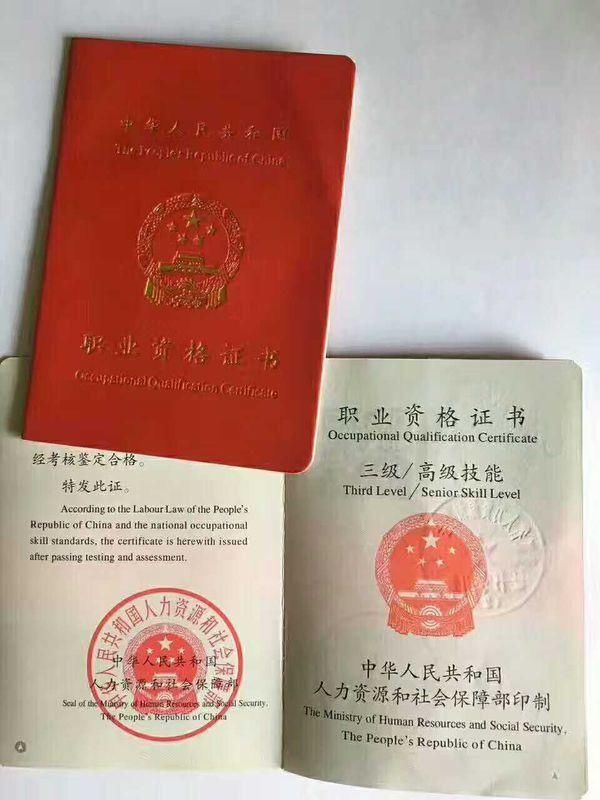 中华人民共和国
The People's Republic of China
职业资格证书
Occupational Qualification Certificate
经考核鉴定合格。
特发此证。
According to the Labour Law of the People's
Republic of China and the national occupational
skill standards, the certificate is herewith issued
after passing testing and assessment.
中华人民共和国人力资源和社会保障部
中华人民共和国
人力资源和社会保障部
Seal of the Ministry of Human Resources and Social Security,
The People's Republic of China
职业资格证书
Occupational Qualification Certificate
三级/高级技能
Third Level/Senior Skill Level
中华人民共和国
人力资源和社会保障部印制
The Ministry of Human Resources and Social Security,
The People's Republic of China